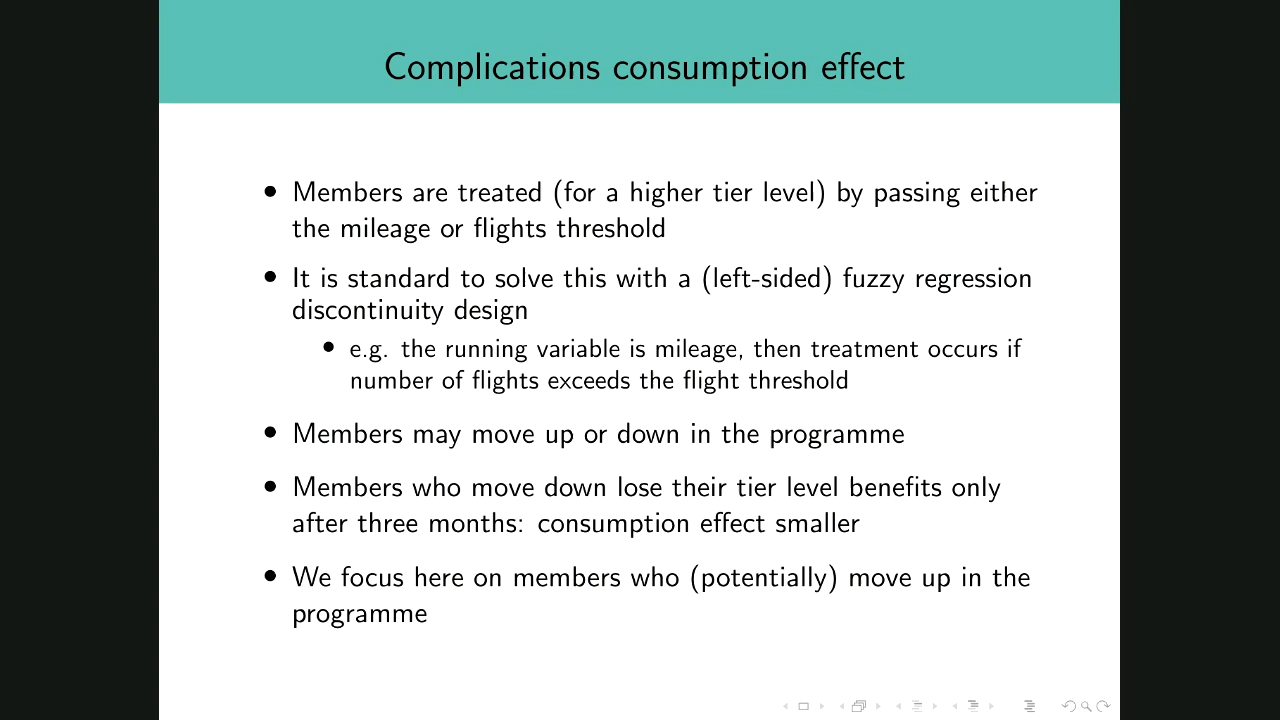 Complications consumption effect
• Members are treated (for a higher tier level) by passing either
the mileage or flights threshold
• It is standard to solve this with a (left-sided) fuzzy regression
discontinuity design
• e.g. the running variable is mileage, then treatment occurs if
number of flights exceeds the flight threshold
• Members may move up or down in the programme
• Members who move down lose their tier level benefits only
after three months: consumption effect smaller
• We focus here on members who (potentially) move up in the
programme